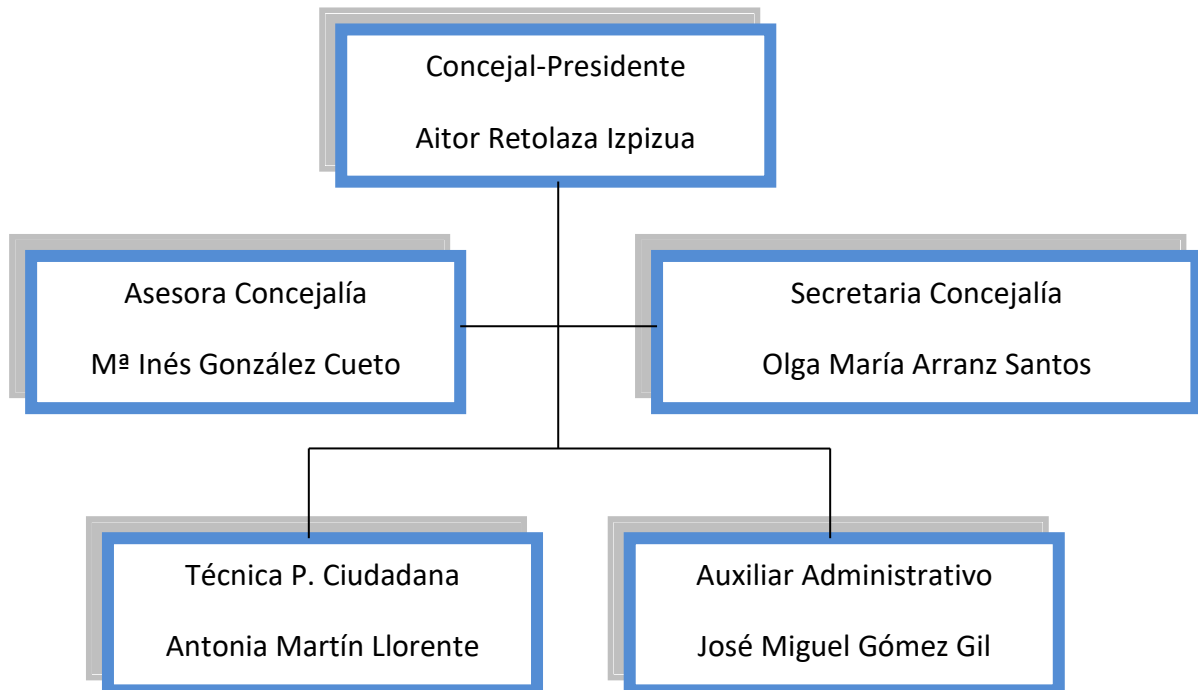 Concejal-Presidente
Aitor Retolaza Izpizua
Asesora Concejalía
Mª Inés González Cueto
Secretaria Concejalía
Olga María Arranz Santos
Técnica P. Ciudadana
Antonia Martín Llorente
Auxiliar Administrativo
José Miguel Gómez Gil